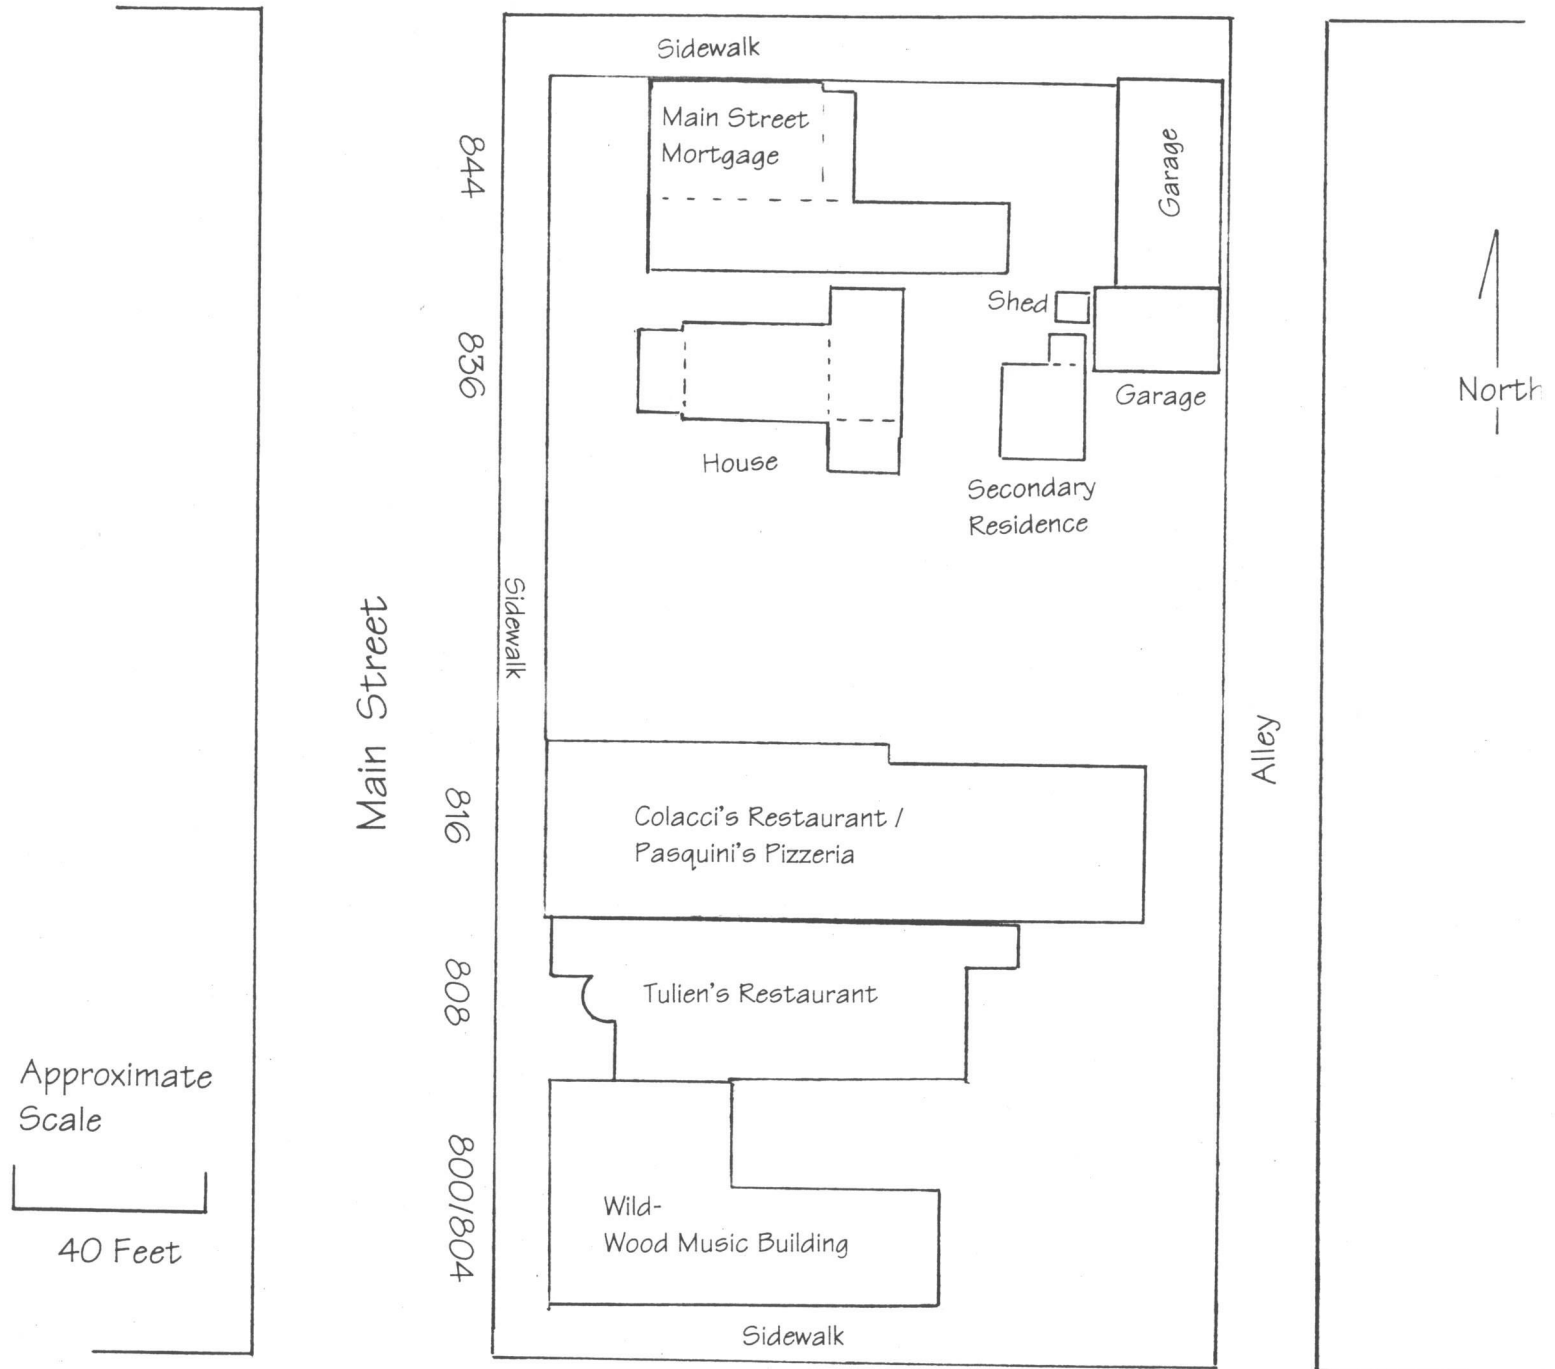 Sidewalk
Main Street
Mortgage
Garage
844
Shed
836
Garage
North
House
Secondary
Residence
Sidewalk
Main Street
Alley
816
Colacci's Restaurant /
Pasquini's Pizzeria
808
Tulien's Restaurant
Approximate
Scale
40 Feet
800/804
Wild-
Wood Music Building
Sidewalk